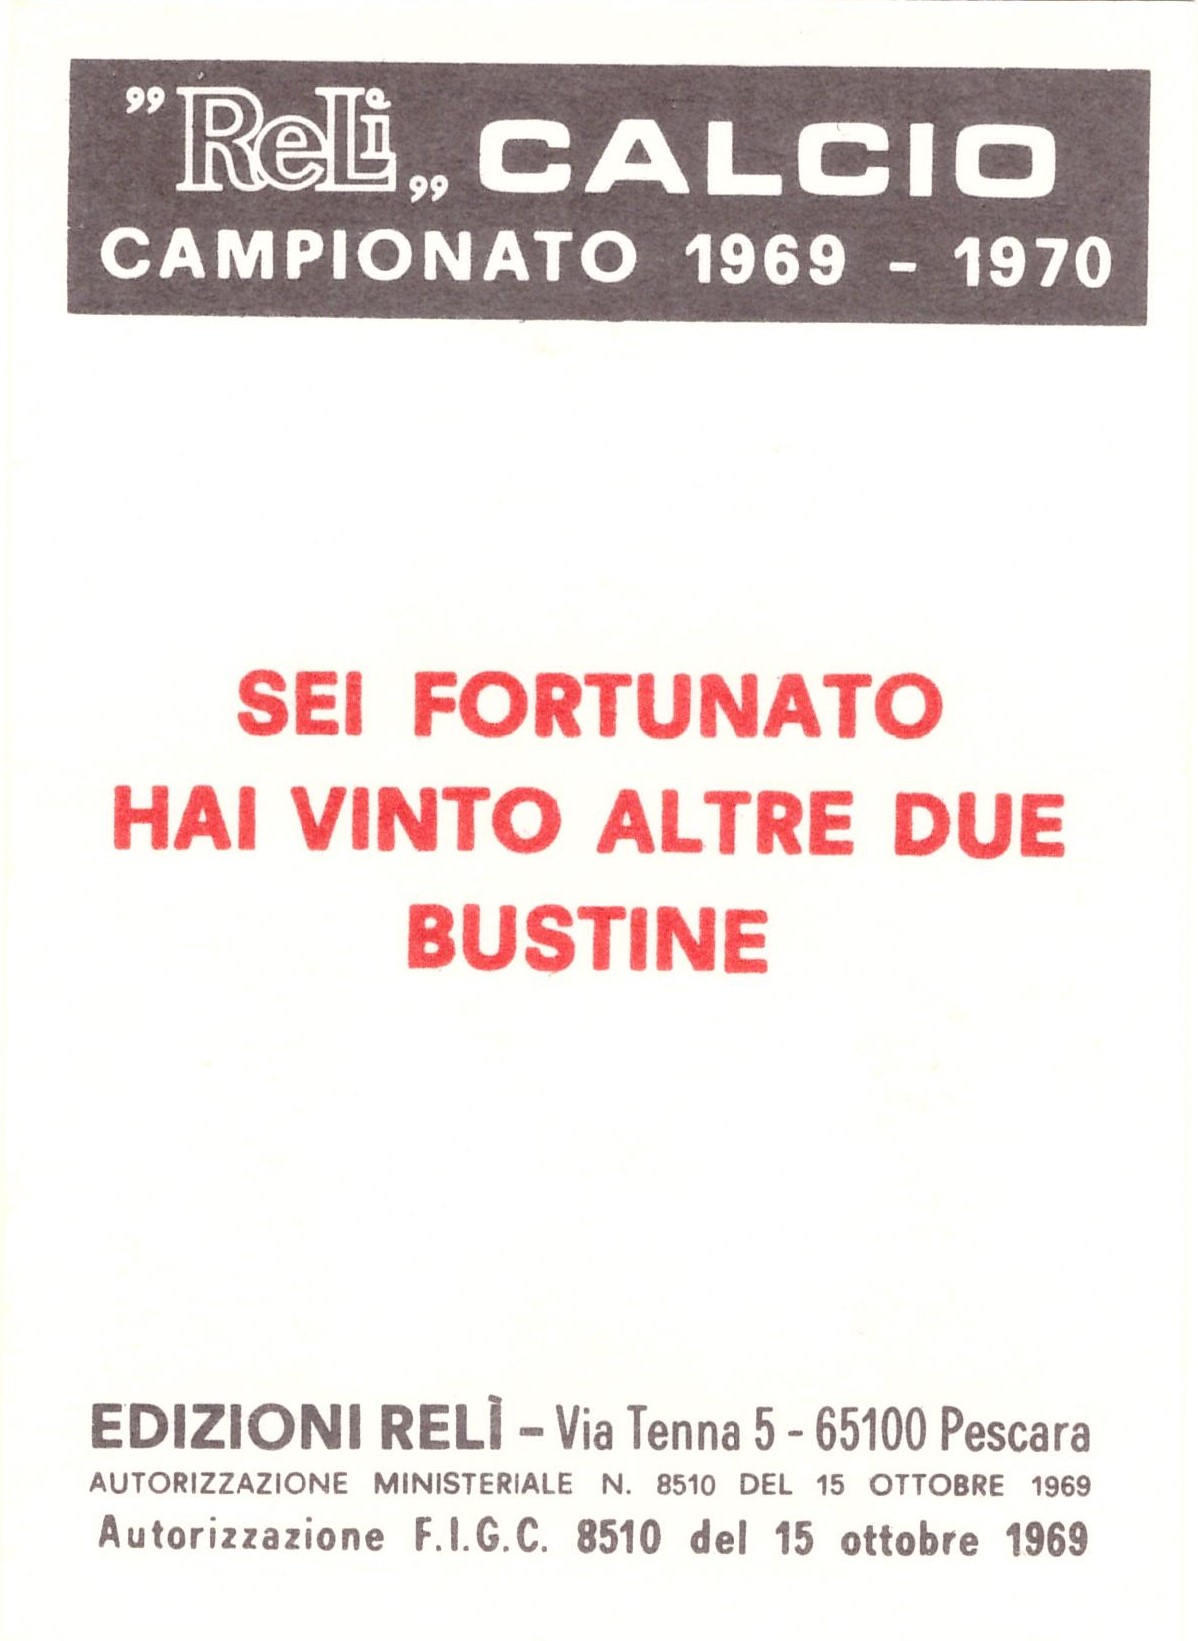 "Relì„ CALCIO
CAMPIONATO 1969 - 1970
SEI FORTUNATO
HAI VINTO ALTRE DUE
BUSTINE
EDIZIONI RELÌ – Via Tenna 5 - 65100 Pescara
AUTORIZZAZIONE MINISTERIALE N. 8510 DEL 15 OTTOBRE 1969
Autorizzazione F.I.G.C. 8510 del 15 ottobre 1969